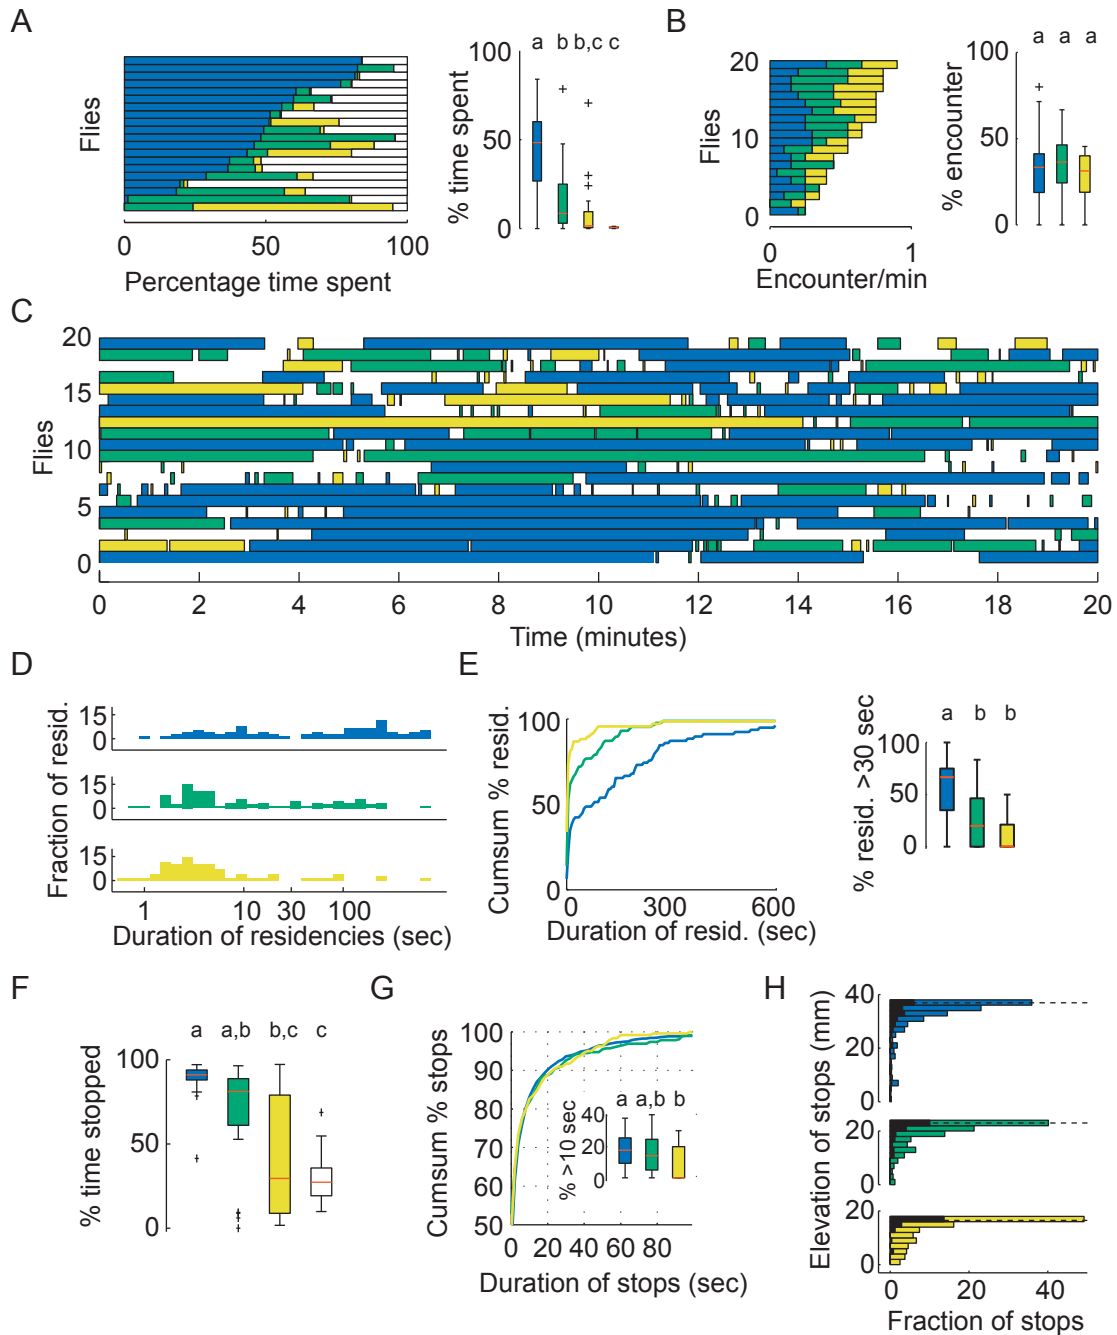 A
Flies
0 50 100
Percentage time spent
% time spent
100
50
0
a b b,c c
B
Flies
20
10
0
0 1
Encounter/min
% encounter
100
50
0
a a a
C
Flies
20
15
10
5
0
0 2 4 6 8 10 12 14 16 18 20
Time (minutes)
D
Fraction of resid.
15
0
15
0
15
0
1 10 30 100
Duration of residencies (sec)
E
Cumsum % resid.
100
50
0
0 300 600
Duration of resid. (sec)
% resid. >30 sec
a b b
100
50
0
F
% time stopped
a a,b b,c c
100
50
0
G
Cumsum % stops
100
90
80
70
60
50
0 20 40 60 80
Duration of stops (sec)
% >10 sec
a a,b b
40
20
0
H
Elevation of stops (mm)
40
20
0
20
0
20
0
0 20 40
Fraction of stops